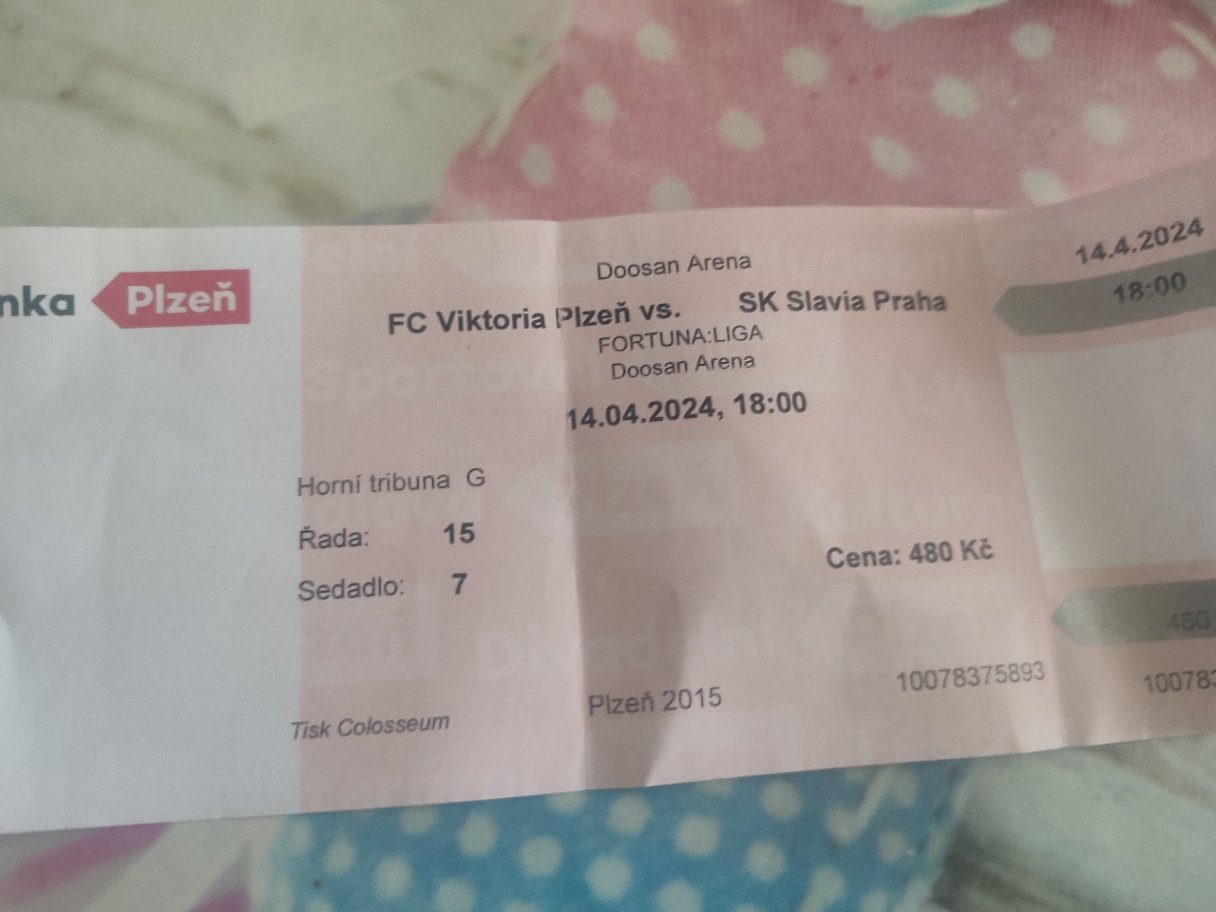 Doosan Arena
14.4.2024
nka Plzeň
FC Viktoria Plzeň vs. SK Slavia Praha
18:00
FORTUNA:LIGA
Doosan Arena
14.04.2024, 18:00
Horní tribuna G
Řada: 15
Sedadlo: 7
Cena: 480 Kč
480
Plzeň 2015
10078375893
10078
Tisk Colosseum